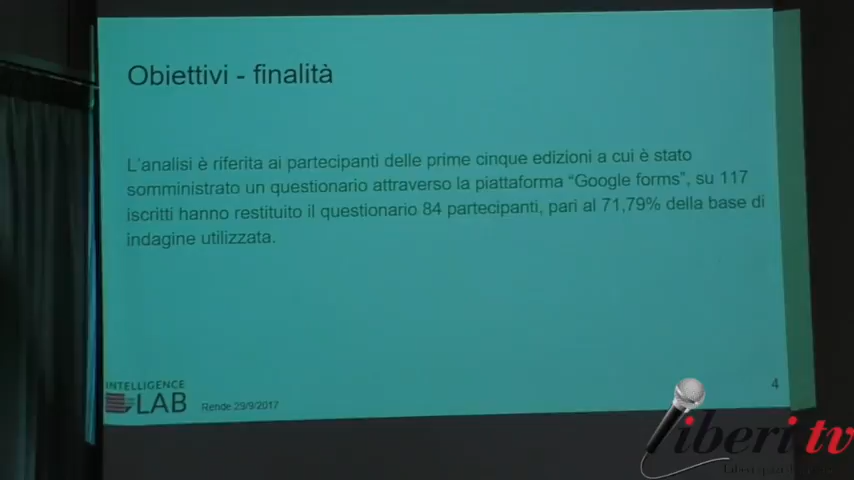 Obiettivi - finalità
L'analisi è riferita ai partecipanti delle prime cinque edizioni a cui è stato
somministrato un questionario attraverso la piattaforma "Google forms", su 117
iscritti hanno restituito il questionario 84 partecipanti, pari al 71,79% della base di
indagine utilizzata.
4
INTELLIGENCE
LAB
Rende 29/9/2017
liberi.tv